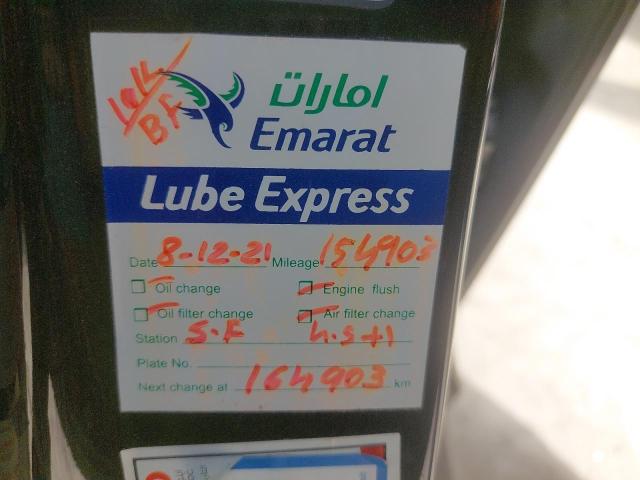 10K
BF
امارات
Emarat
Lube Express
Date 8-12-21 Mileage 154903
Oil change Engine flush
Oil filter change Air filter change
Station S.F 4.5+1
Plate No.
Next change at 164903 km